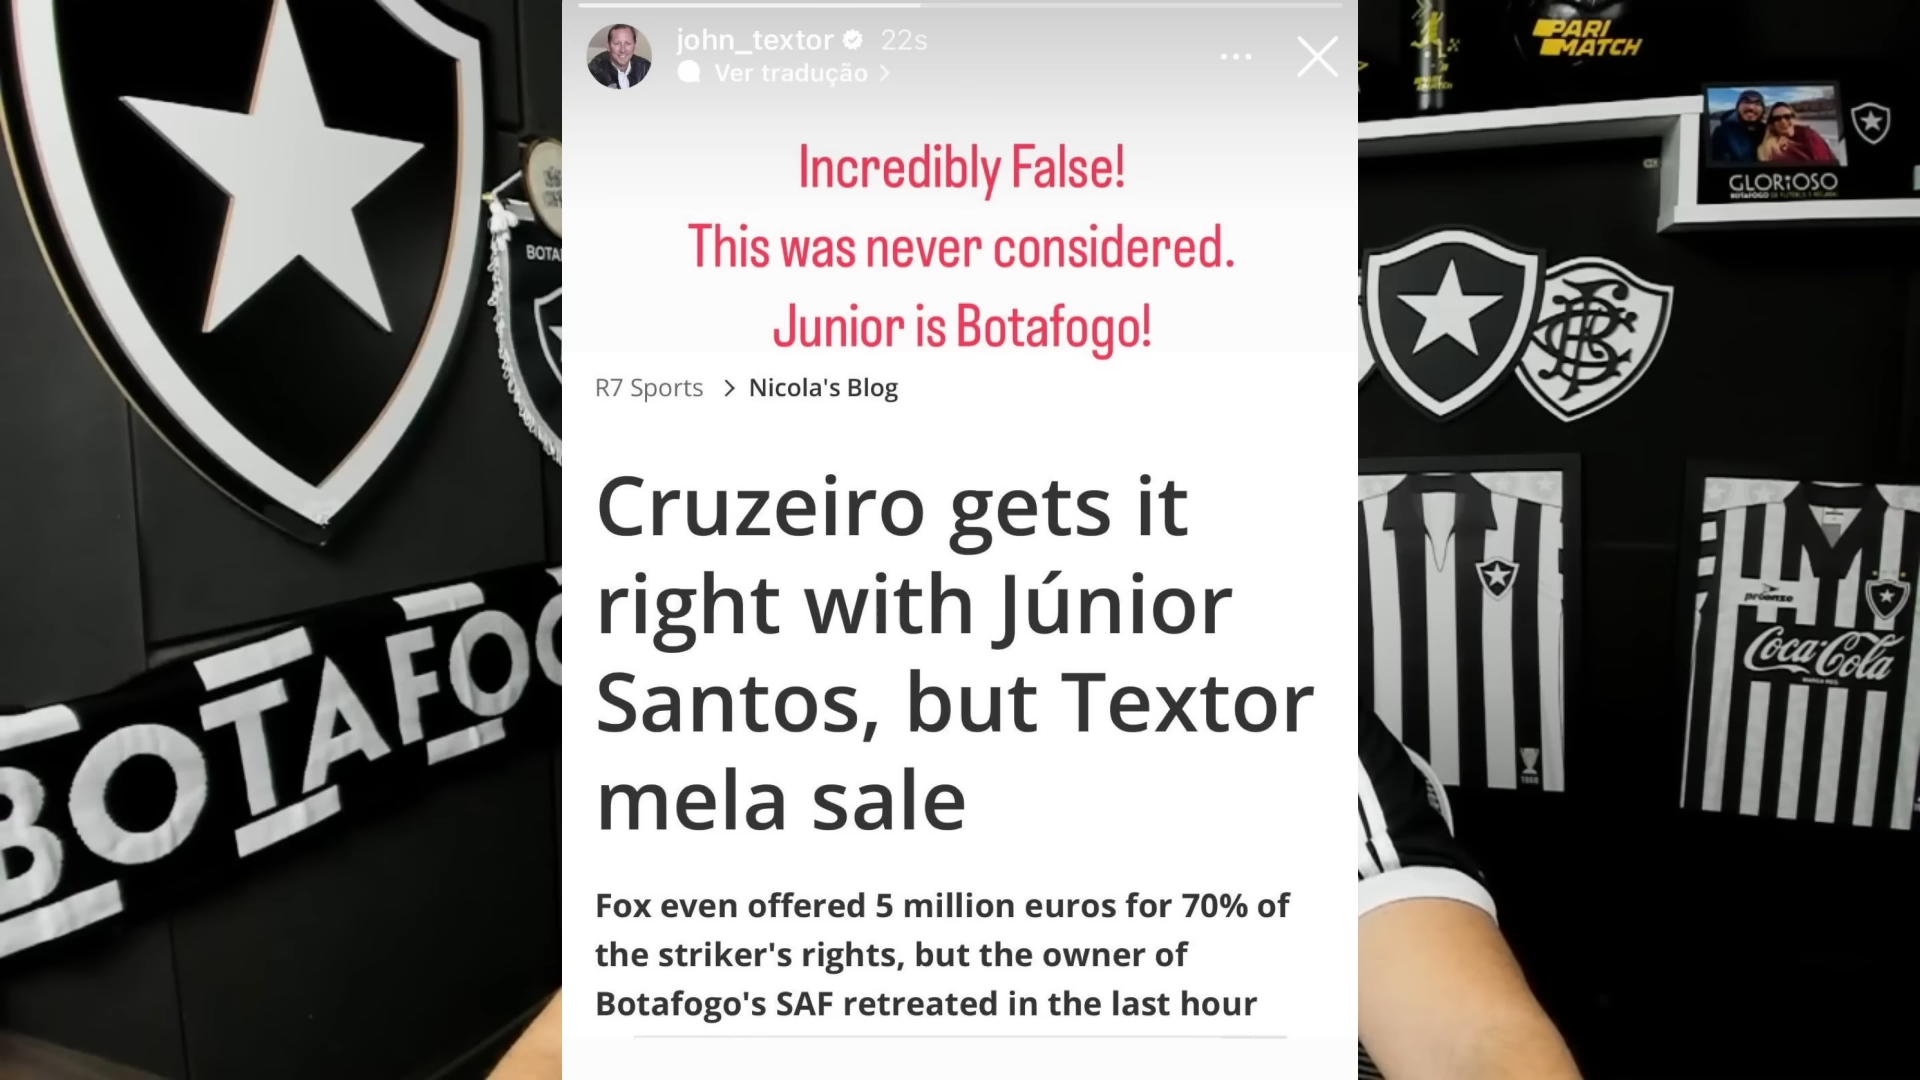 john_textor 22s
Ver tradução >
Incredibly False!
This was never considered.
Junior is Botafogo!
R7 Sports > Nicola's Blog
Cruzeiro gets it
right with Júnior
Santos, but Textor
mela sale
Fox even offered 5 million euros for 70% of
the striker's rights, but the owner of
Botafogo's SAF retreated in the last hour
BOTA
BOTAFOGO
PARI
MATCH
GLORiOSO
Coca-Cola